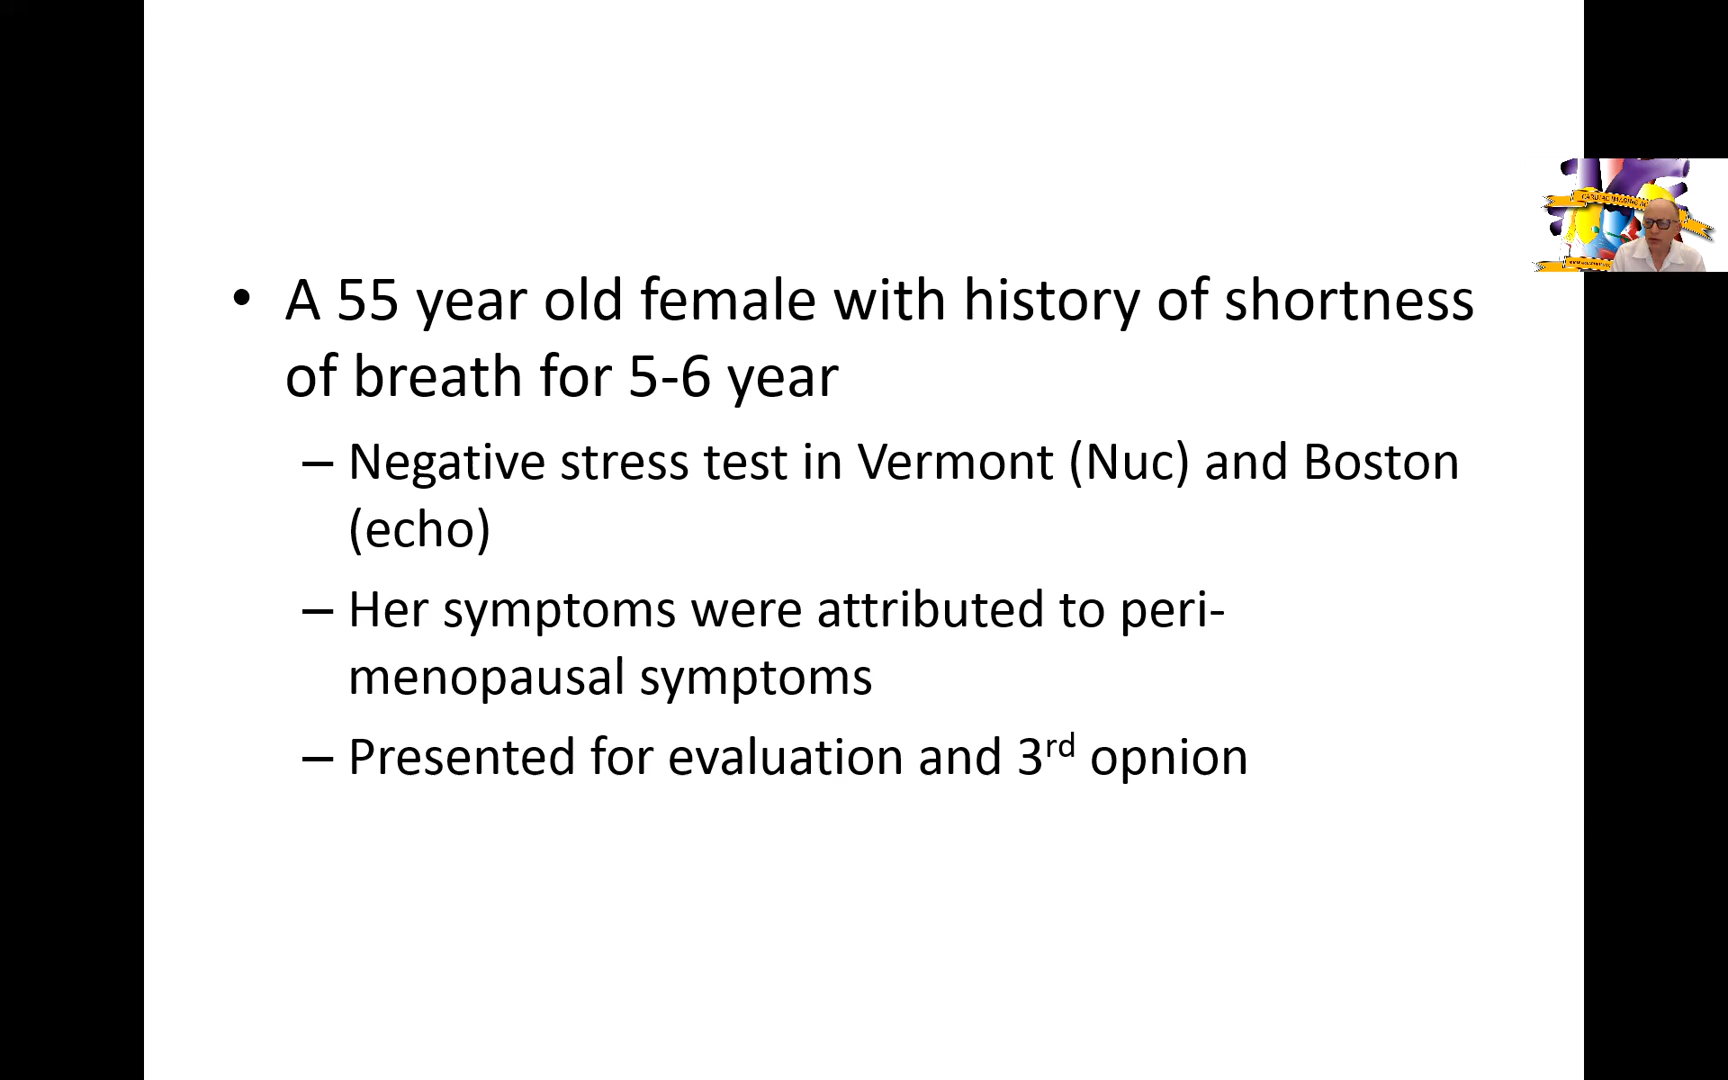 • A 55 year old female with history of shortness
of breath for 5-6 year
– Negative stress test in Vermont (Nuc) and Boston
(echo)
– Her symptoms were attributed to peri-
menopausal symptoms
– Presented for evaluation and 3rd opnion